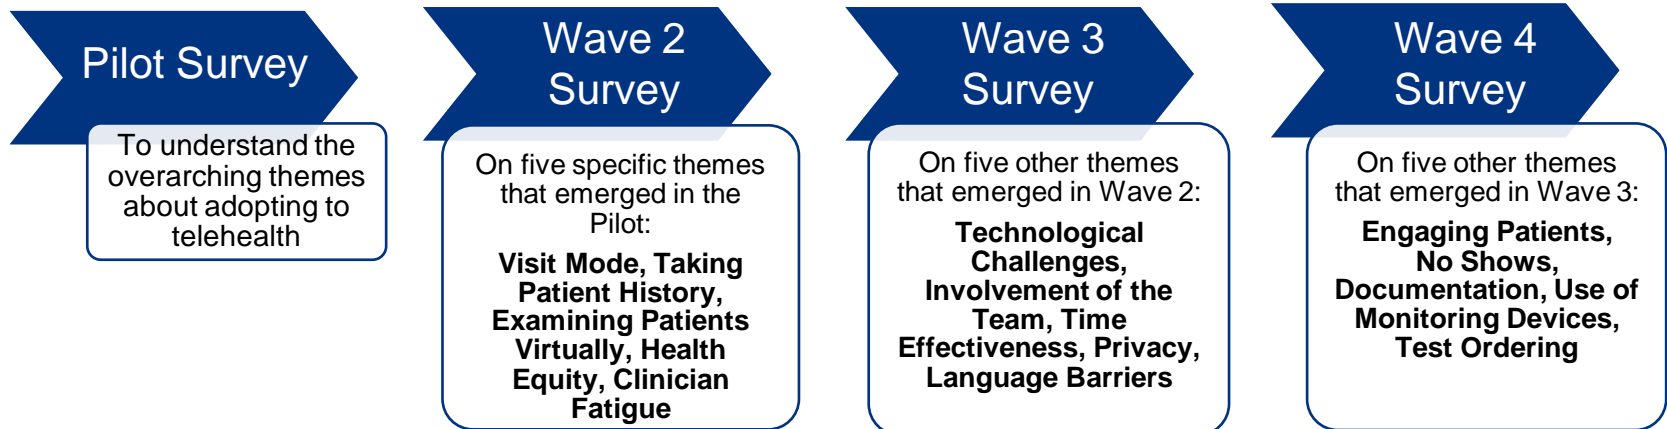 Pilot Survey
To understand the
overarching themes
about adopting to
telehealth
Wave 2
Survey
On five specific themes
that emerged in the
Pilot:
Visit Mode, Taking
Patient History,
Examining Patients
Virtually, Health
Equity, Clinician
Fatigue
Wave 3
Survey
On five other themes
that emerged in Wave 2:
Technological
Challenges,
Involvement of the
Team, Time
Effectiveness, Privacy,
Language Barriers
Wave 4
Survey
On five other themes
that emerged in Wave 3:
Engaging Patients,
No Shows,
Documentation, Use of
Monitoring Devices,
Test Ordering